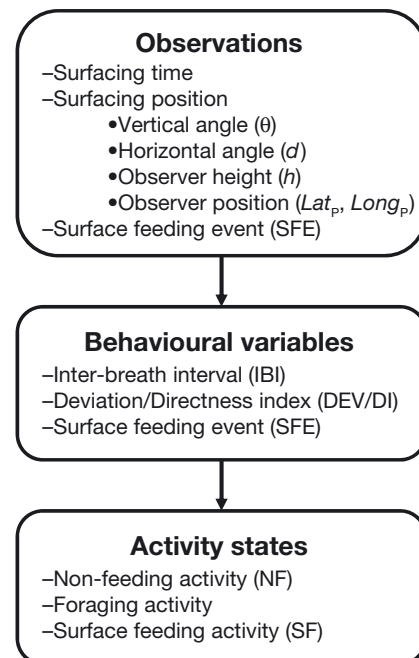 Observations
–Surfacing time
–Surfacing position
•Vertical angle (θ)
•Horizontal angle (d)
•Observer height (h)
•Observer position (LatP, LongP)
–Surface feeding event (SFE)
Behavioural variables
–Inter-breath interval (IBI)
–Deviation/Directness index (DEV/DI)
–Surface feeding event (SFE)
Activity states
–Non-feeding activity (NF)
–Foraging activity
–Surface feeding activity (SF)